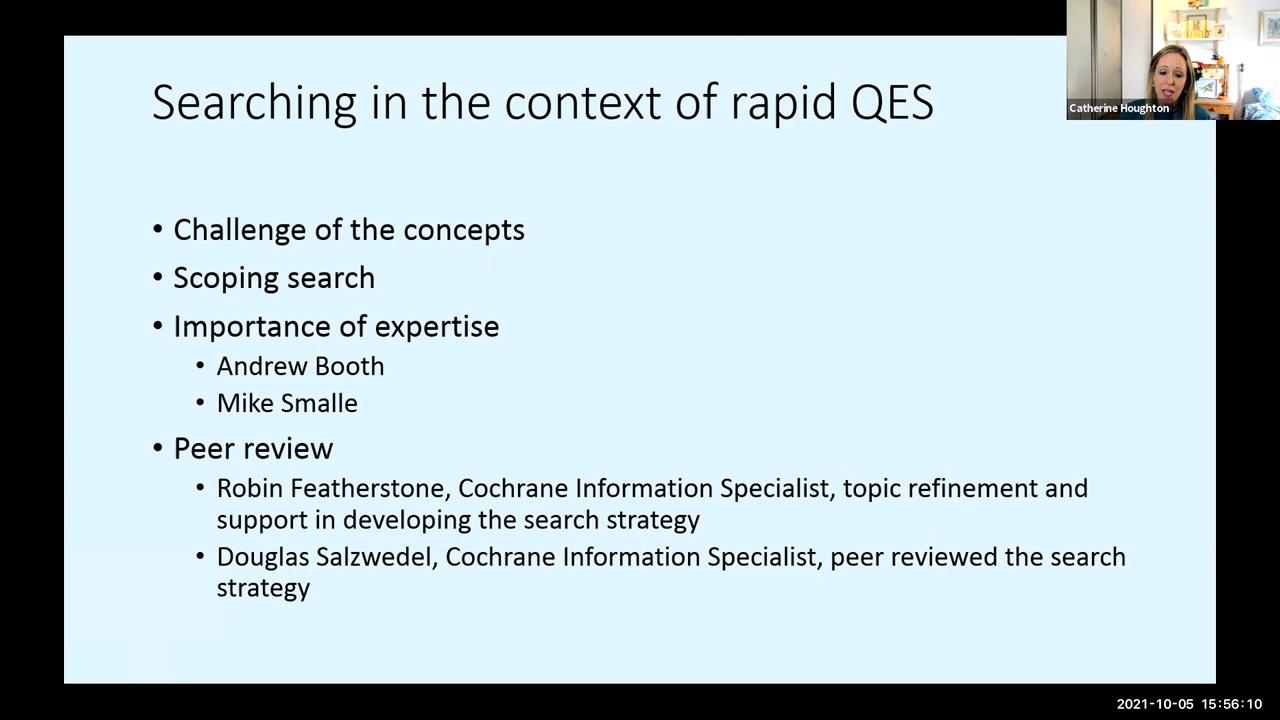 Searching in the context of rapid QES
Catherine Houghton
• Challenge of the concepts
• Scoping search
• Importance of expertise
• Andrew Booth
• Mike Smalle
• Peer review
• Robin Featherstone, Cochrane Information Specialist, topic refinement and
support in developing the search strategy
• Douglas Salzwedel, Cochrane Information Specialist, peer reviewed the search
strategy
2021-10-05 15:56:10